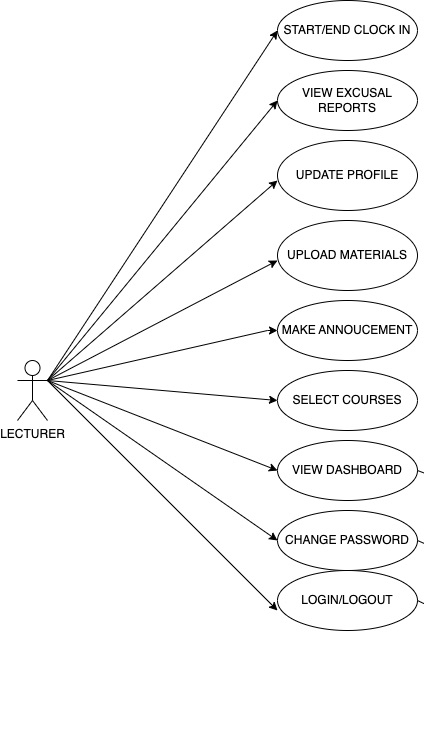 START/END CLOCK IN
VIEW EXCUSAL
REPORTS
UPDATE PROFILE
UPLOAD MATERIALS
MAKE ANNOUCEMENT
SELECT COURSES
LECTURER
VIEW DASHBOARD
CHANGE PASSWORD
LOGIN/LOGOUT